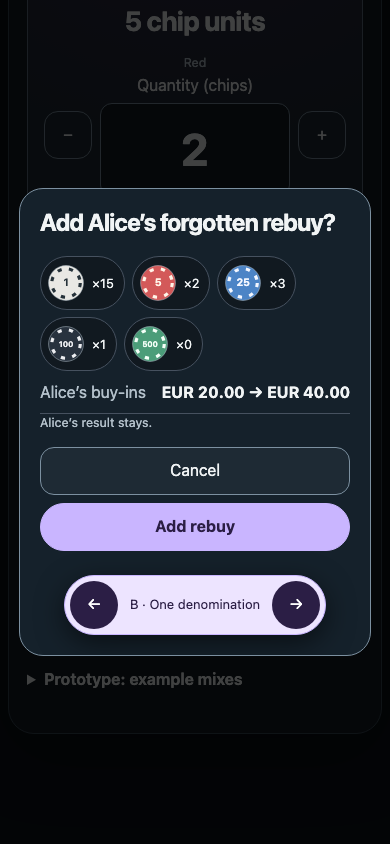 5 chip units
Red
Quantity (chips)
− 2 +
Add Alice’s forgotten rebuy?
1 ×15 5 ×2 25 ×3
100 ×1 500 ×0
Alice’s buy-ins EUR 20.00 → EUR 40.00
Alice’s result stays.
Cancel
Add rebuy
← B · One denomination →
▶ Prototype: example mixes